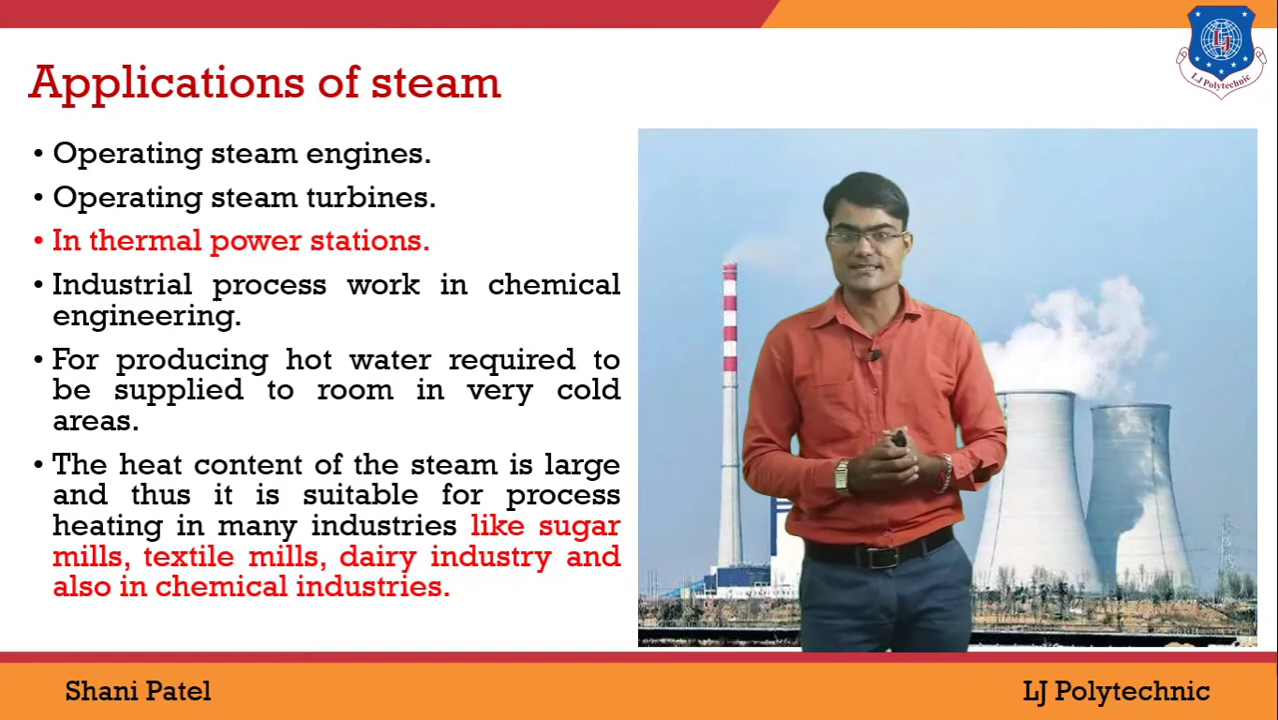 LJ
LJ Polytechnic
Applications of steam
• Operating steam engines.
• Operating steam turbines.
• In thermal power stations.
• Industrial process work in chemical
engineering.
• For producing hot water required to
be supplied to room in very cold
areas.
• The heat content of the steam is large
and thus it is suitable for process
heating in many industries like sugar
mills, textile mills, dairy industry and
also in chemical industries.
Shani Patel
LJ Polytechnic